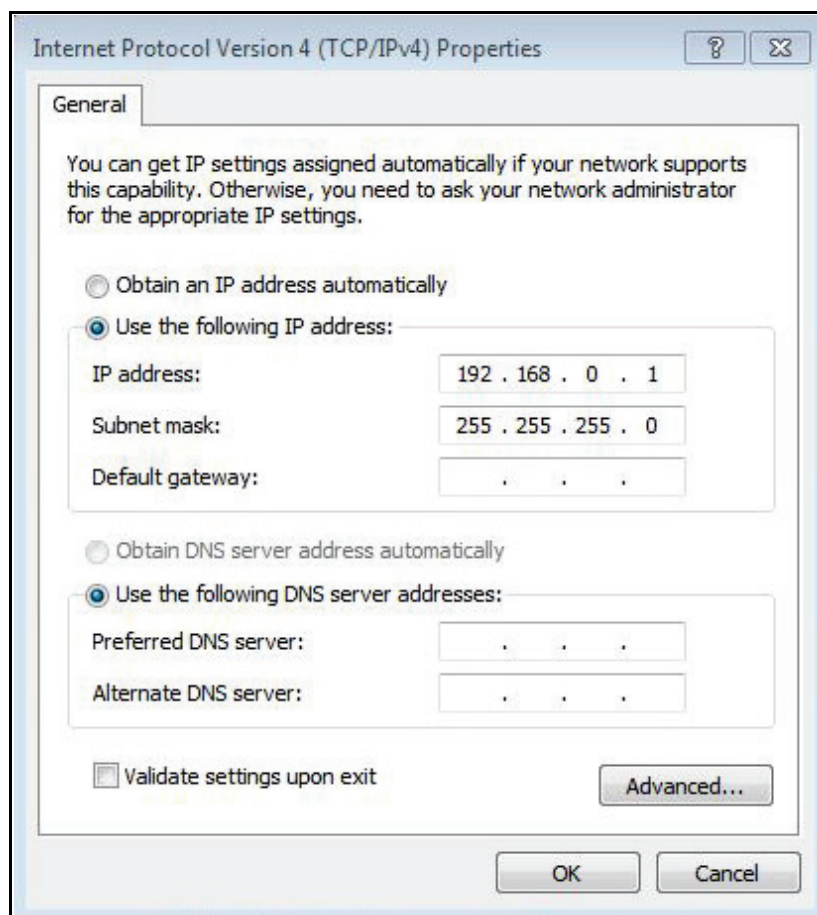 Internet Protocol Version 4 (TCP/IPv4) Properties
General
You can get IP settings assigned automatically if your network supports
this capability. Otherwise, you need to ask your network administrator
for the appropriate IP settings.
Obtain an IP address automatically
Use the following IP address:
IP address: 192 . 168 . 0 . 1
Subnet mask: 255 . 255 . 255 . 0
Default gateway: . . .
Obtain DNS server address automatically
Use the following DNS server addresses:
Preferred DNS server: . . .
Alternate DNS server: . . .
Validate settings upon exit
Advanced...
OK Cancel